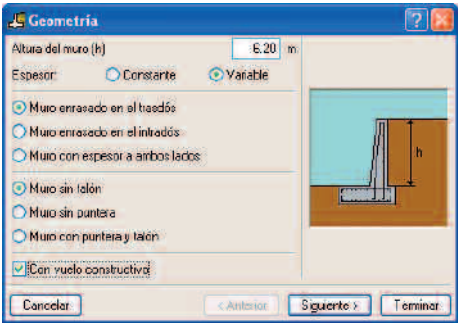 Geometría
Altura del muro (h) 6.20 m
Espesor: Constante Variable
Muro enrasado en el trasdós
Muro enrasado en el intradós
Muro con espesor a ambos lados
h
Muro sin talón
Muro sin puntera
Muro con puntera y talón
Con vuelo constructivo
Cancelar < Anterior Siguiente > Terminar